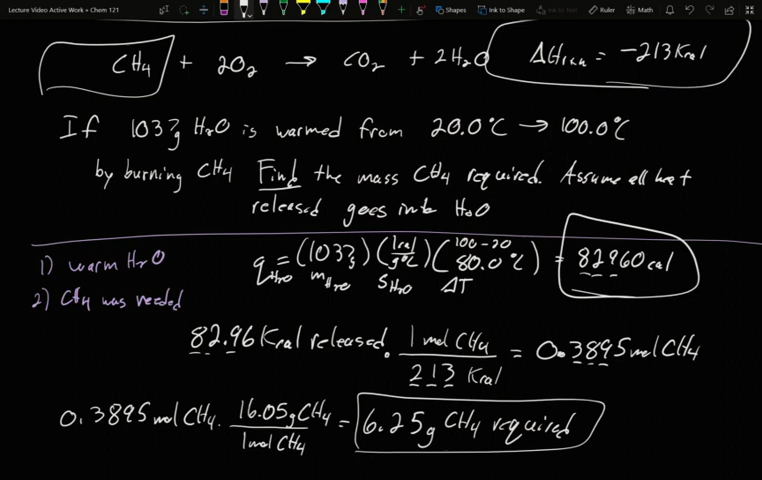 Lecture Video Active Work • Chem 121
Shapes Ink to Shape Ink to Text Ruler Math
CH4 + 2O2 → CO2 + 2H2O ΔHrxn = -213 Kcal
If 1037g H2O is warmed from 20.0°C → 100.0°C
by burning CH4 Find the mass CH4 required. Assume all heat
released goes into H2O
1) warm H2O
2) CH4 was needed
qH2O = (1037g)(1cal/g°C)(100-20 80.0°C) = 82960 cal
mH2O SH2O ΔT
82.96 Kcal released. 1 mol CH4/213 Kcal = 0.3895 mol CH4
0.3895 mol CH4. 16.05g CH4/1mol CH4 = 6.25g CH4 required